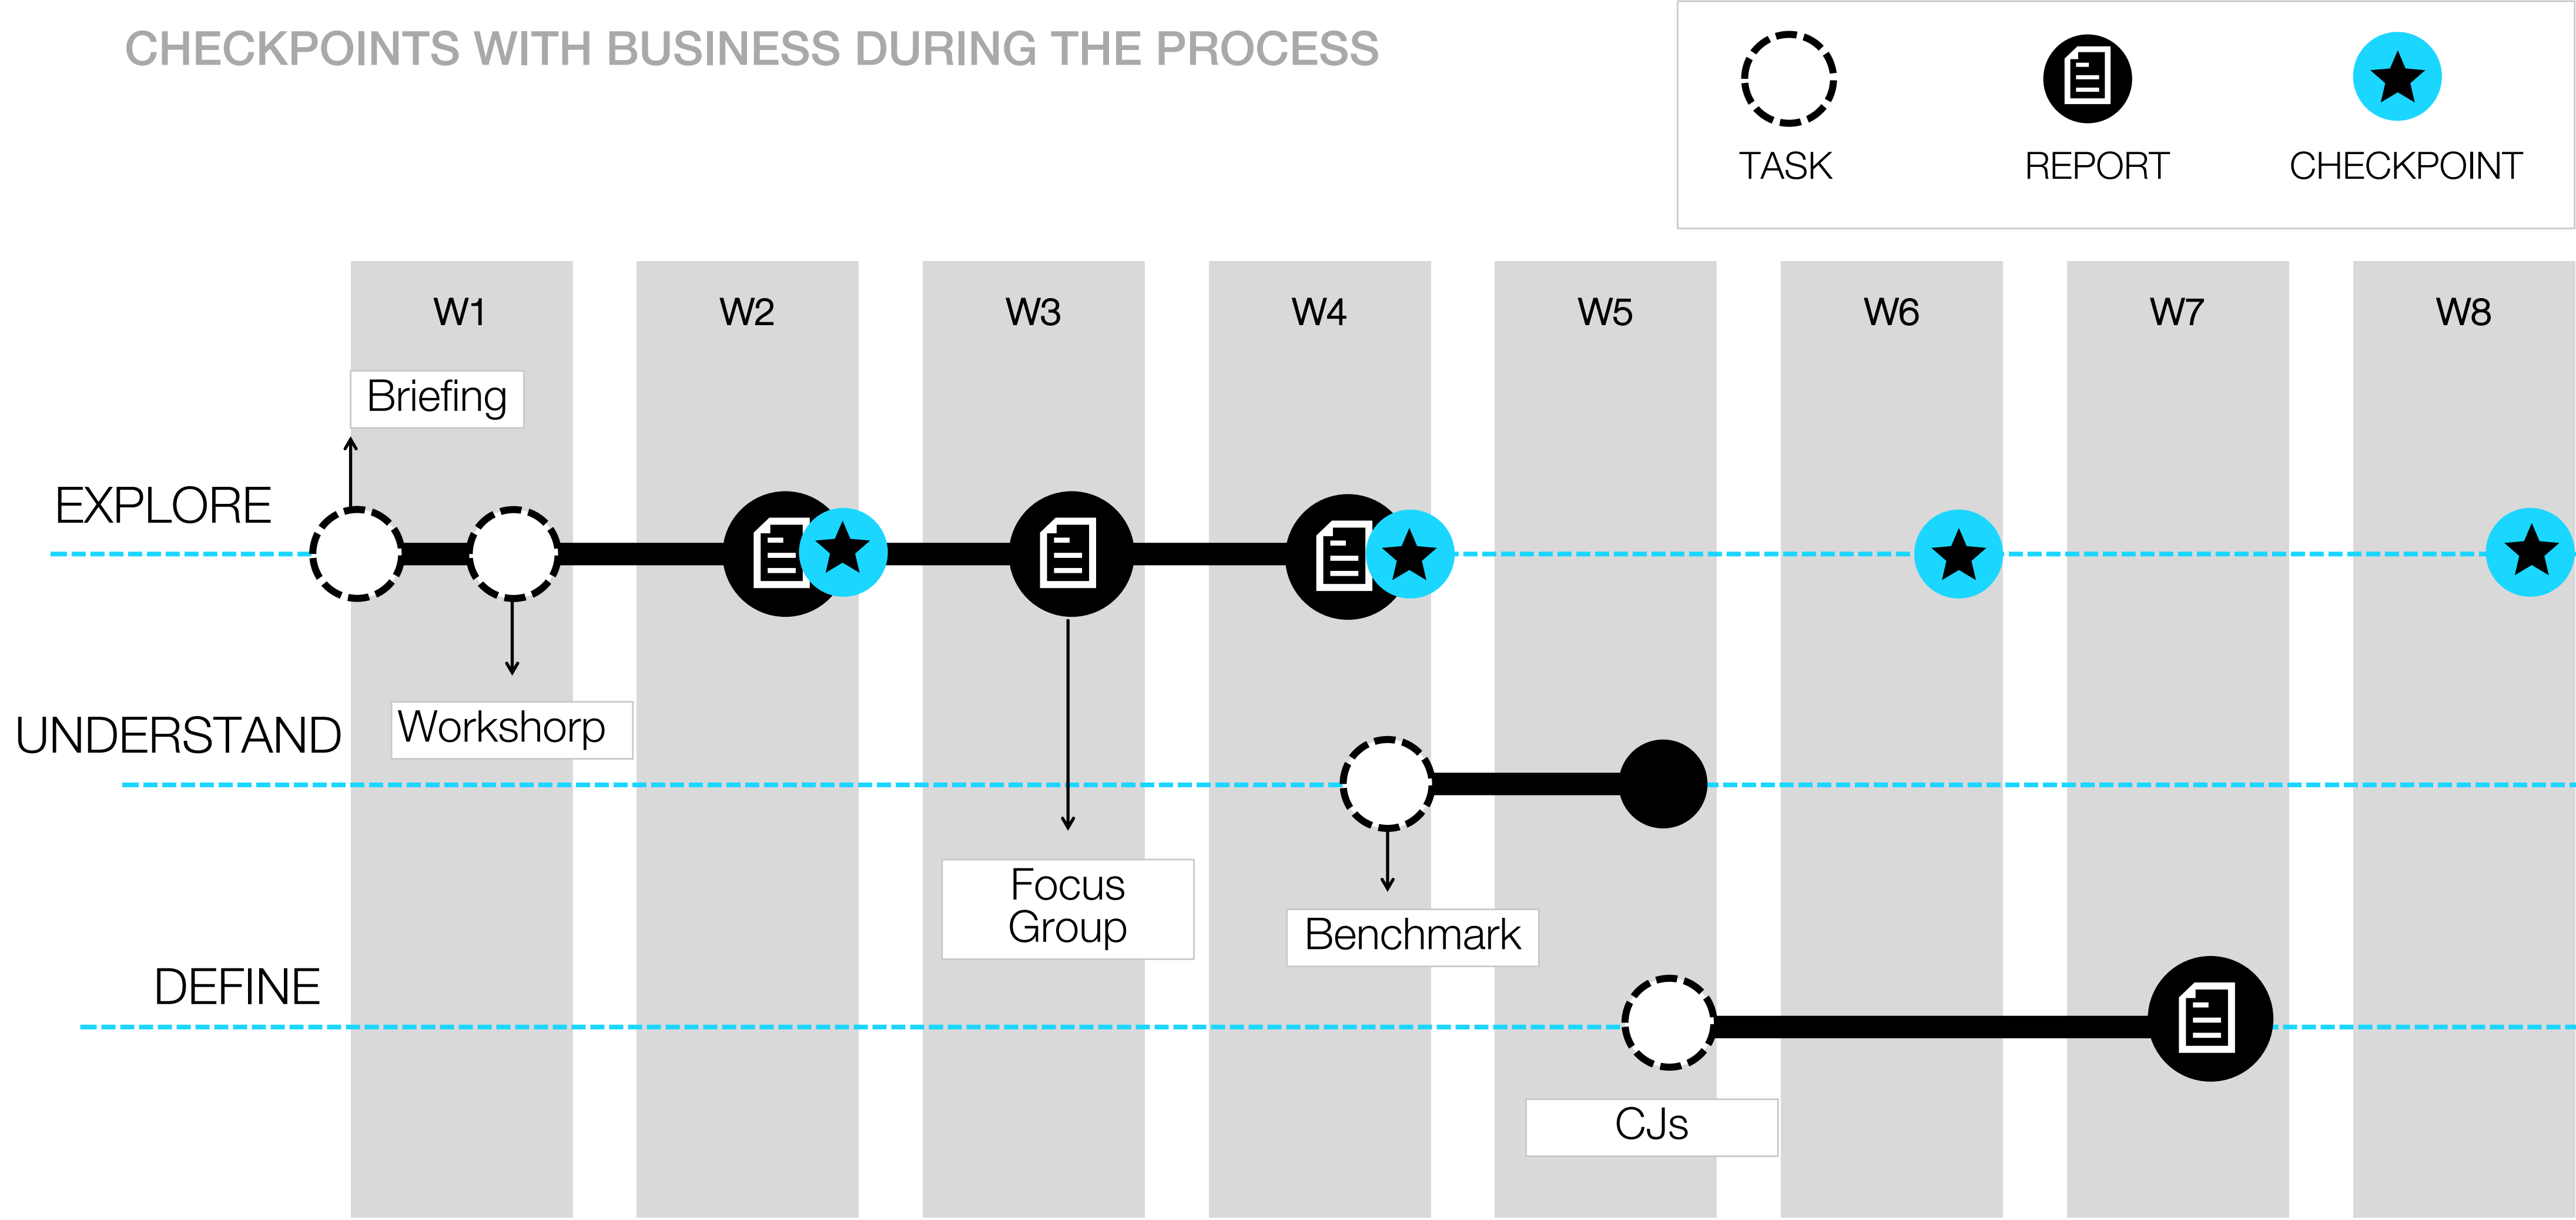 CHECKPOINTS WITH BUSINESS DURING THE PROCESS
TASK
REPORT
CHECKPOINT
W1
W2
W3
W4
W5
W6
W7
W8
Briefing
EXPLORE
UNDERSTAND
Workshorp
Focus
Group
Benchmark
DEFINE
CJs